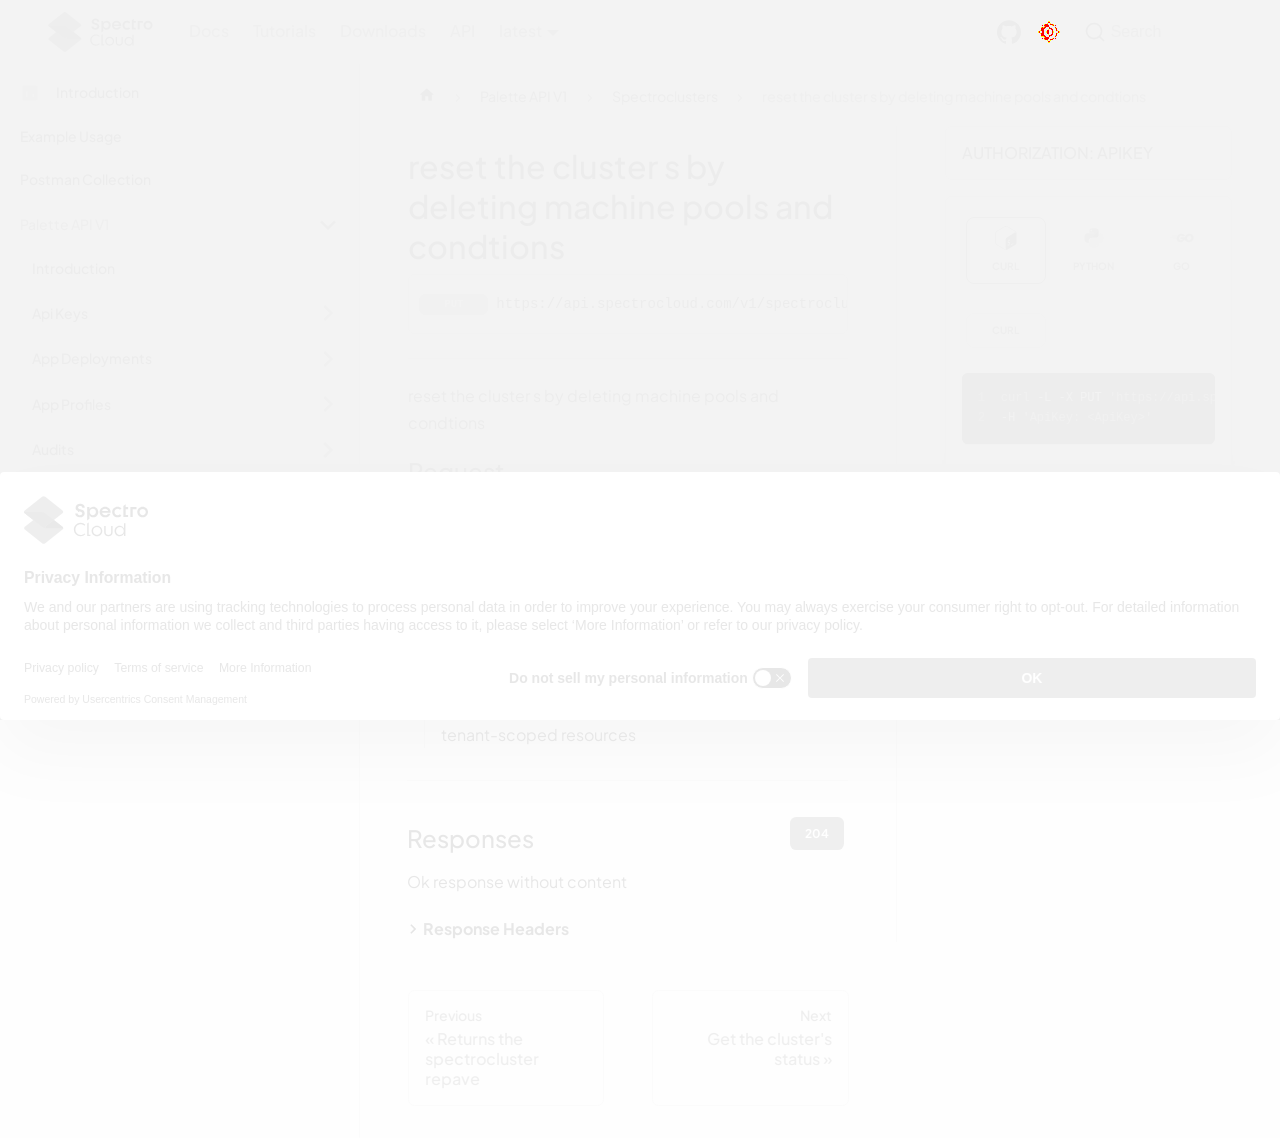 Spectro
Cloud
Docs Tutorials Downloads API latest
Search
Introduction
Example Usage
Postman Collection
Palette API V1
Introduction
Api Keys
App Deployments
App Profiles
Audits
Palette API V1
Spectroclusters
reset the cluster s by deleting machine pools and condtions
reset the cluster s by
deleting machine pools and
condtions
https://api.spectrocloud.com/v1/spectroclu
reset the cluster s by deleting machine pools and
condtions
Request
AUTHORIZATION: APIKEY
CURL PYTHON GO
CURL
PUT
Spectro
Cloud
Privacy Information
We and our partners are using tracking technologies to process personal data in order to improve your experience. You may always exercise your consumer right to opt-out. For detailed information
about personal information we collect and third parties having access to it, please select 'More Information' or refer to our privacy policy.
Privacy policy Terms of service More Information
Do not sell my personal information
OK
Powered by Usercentrics Consent Management
tenant-scoped resources
Responses
204
Ok response without content
Response Headers
Previous
« Returns the
spectrocluster
repave
Next
Get the cluster's
status »